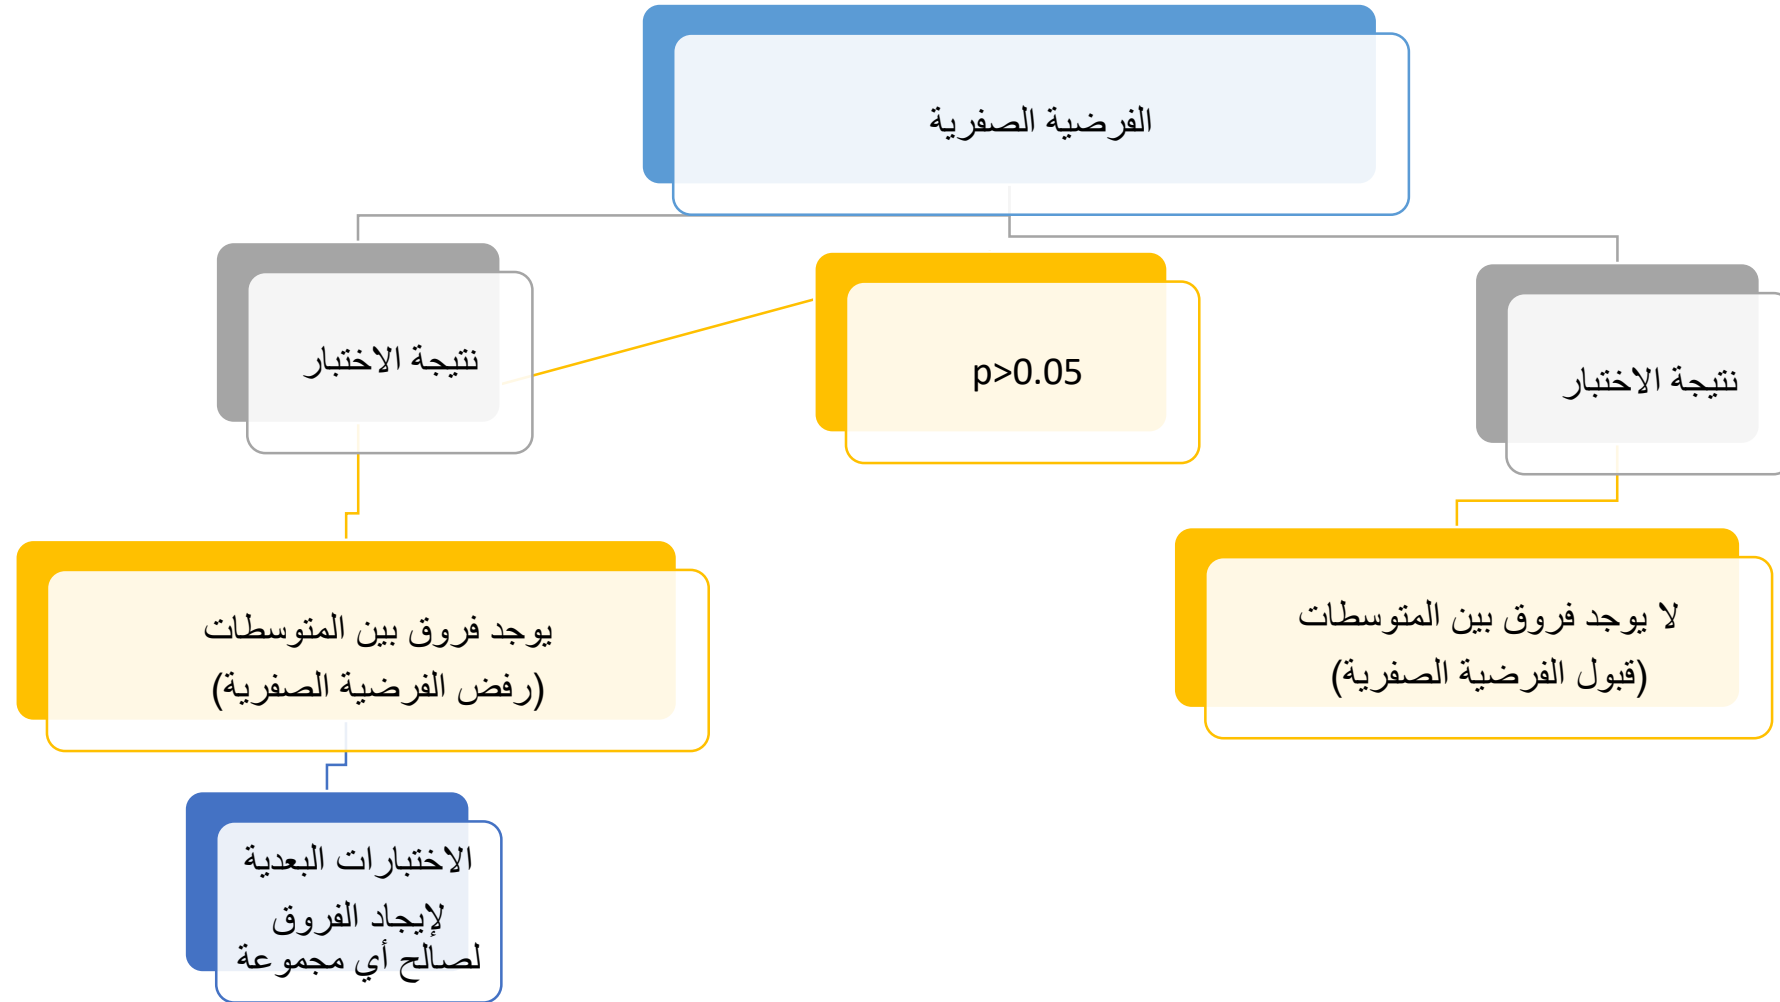 الفرضية الصفرية
نتيجة الاختبار
p>0.05
نتيجة الاختبار
لا يوجد فروق بين المتوسطات
(قبول الفرضية الصفرية)
يوجد فروق بين المتوسطات
(رفض الفرضية الصفرية)
الاختبارات البعدية
لإيجاد الفروق
لصالح أي مجموعة